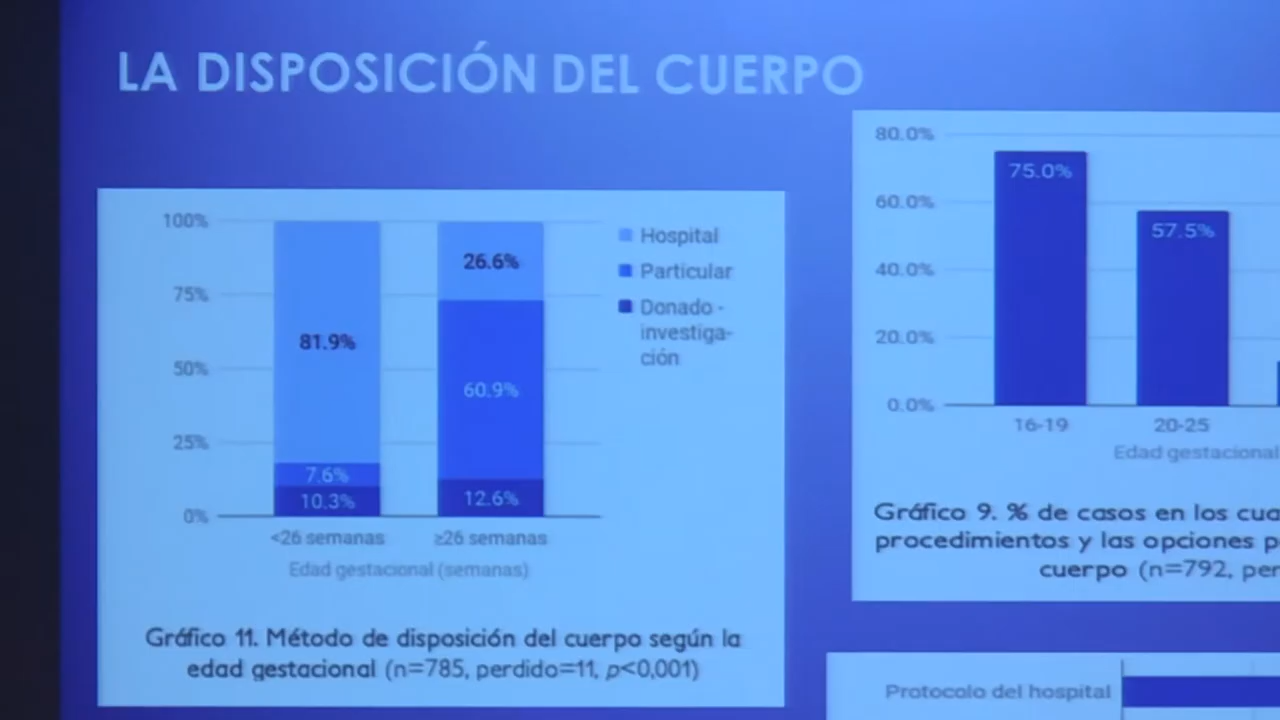 LA DISPOSICIÓN DEL CUERPO
100%
75%
50%
25%
0%
81.9%
7.6%
10.3%
26.6%
60.9%
12.6%
<26 semanas
≥26 semanas
Edad gestacional (semanas)
Hospital
Particular
Donado -
investiga-
ción
Gráfico 11. Método de disposición del cuerpo según la
edad gestacional (n=785, perdido=11, p<0,001)
80.0%
60.0%
40.0%
20.0%
0.0%
75.0%
57.5%
16-19
20-25
Edad gestacional
Gráfico 9. % de casos en los cua
procedimientos y las opciones p
cuerpo (n=792, per
Protocolo del hospital